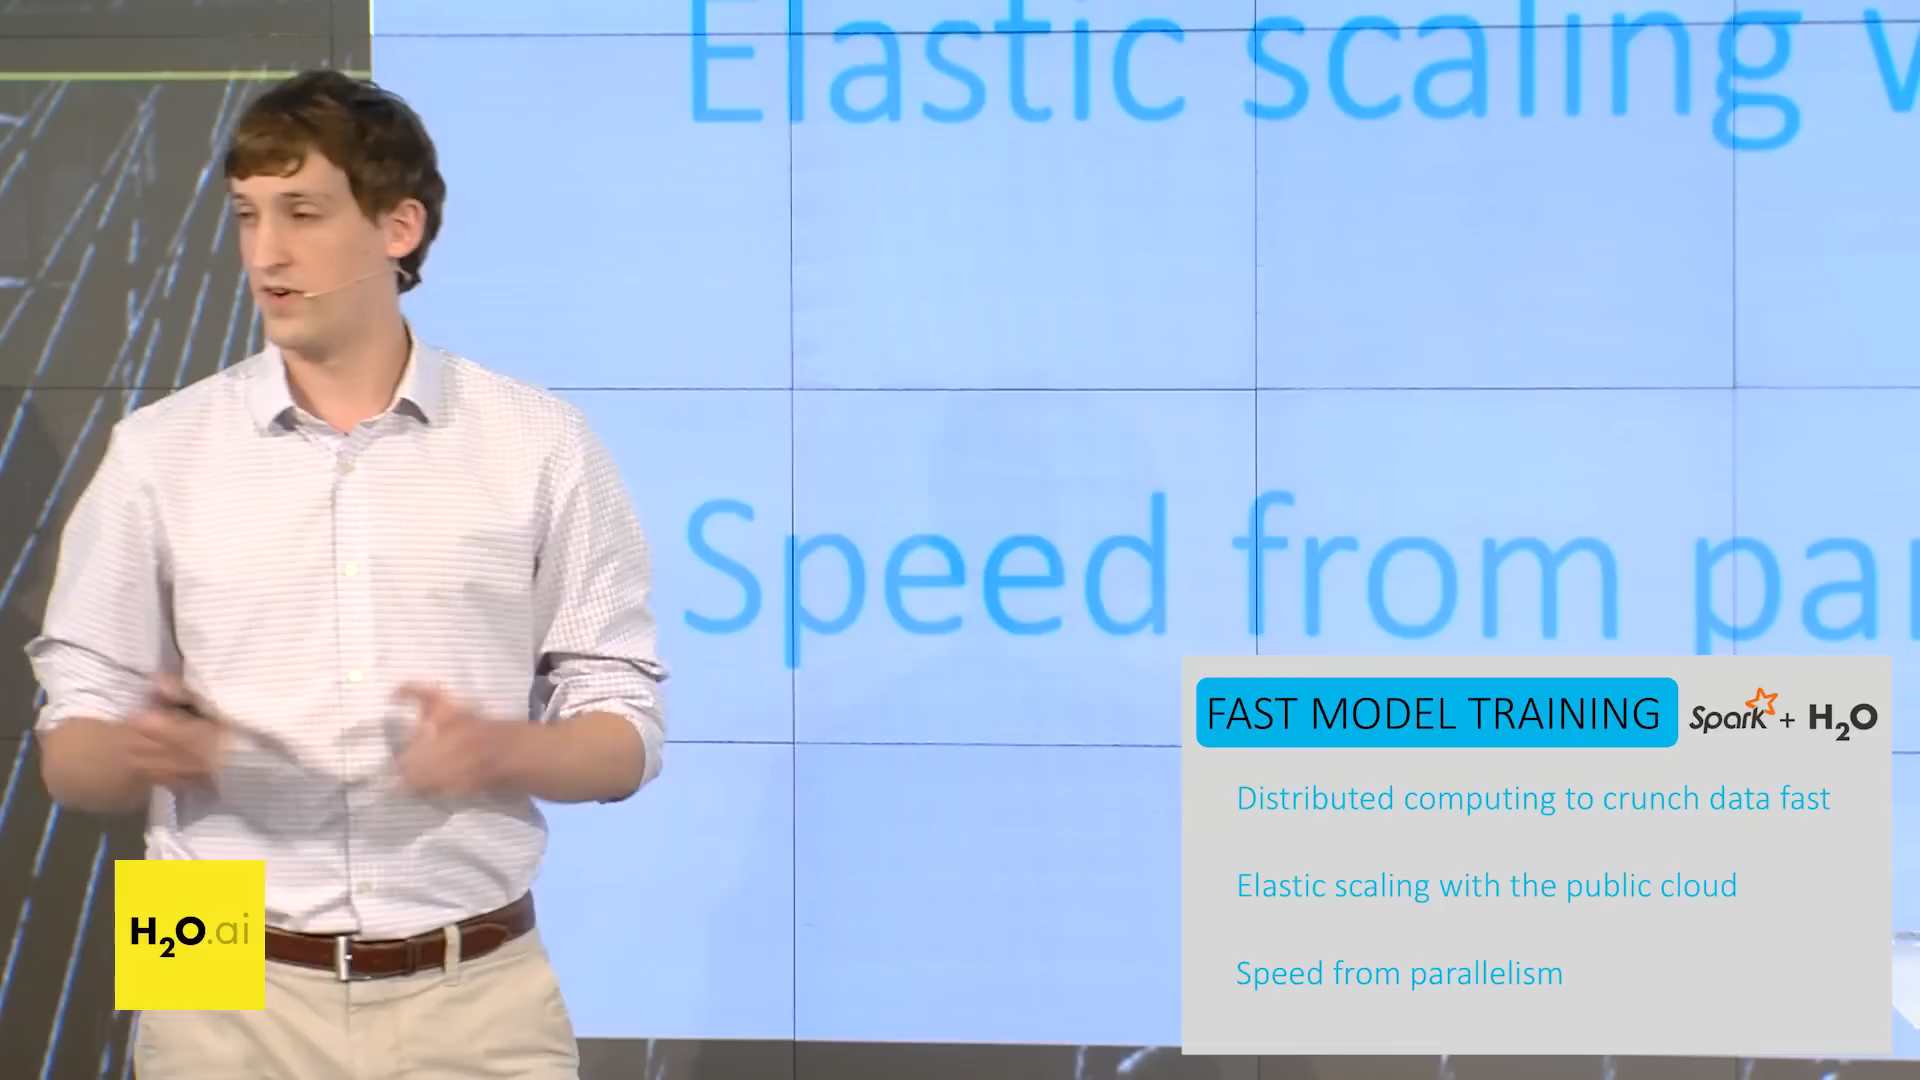 Elastic scaling
Speed from
FAST MODEL TRAINING Spark + H2O
Distributed computing to crunch data fast
Elastic scaling with the public cloud
Speed from parallelism
H2O.ai